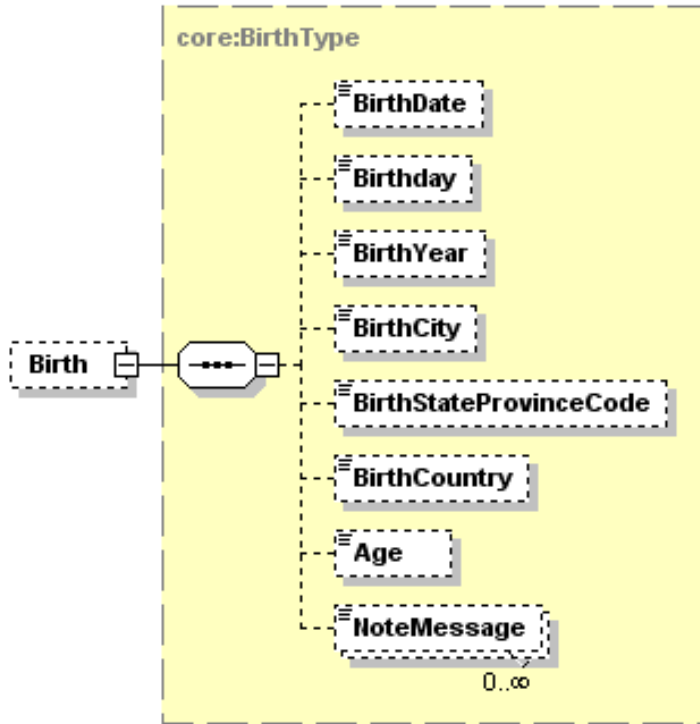 core:BirthType
BirthDate
Birthday
BirthYear
BirthCity
Birth
BirthStateProvinceCode
BirthCountry
Age
NoteMessage
0..∞